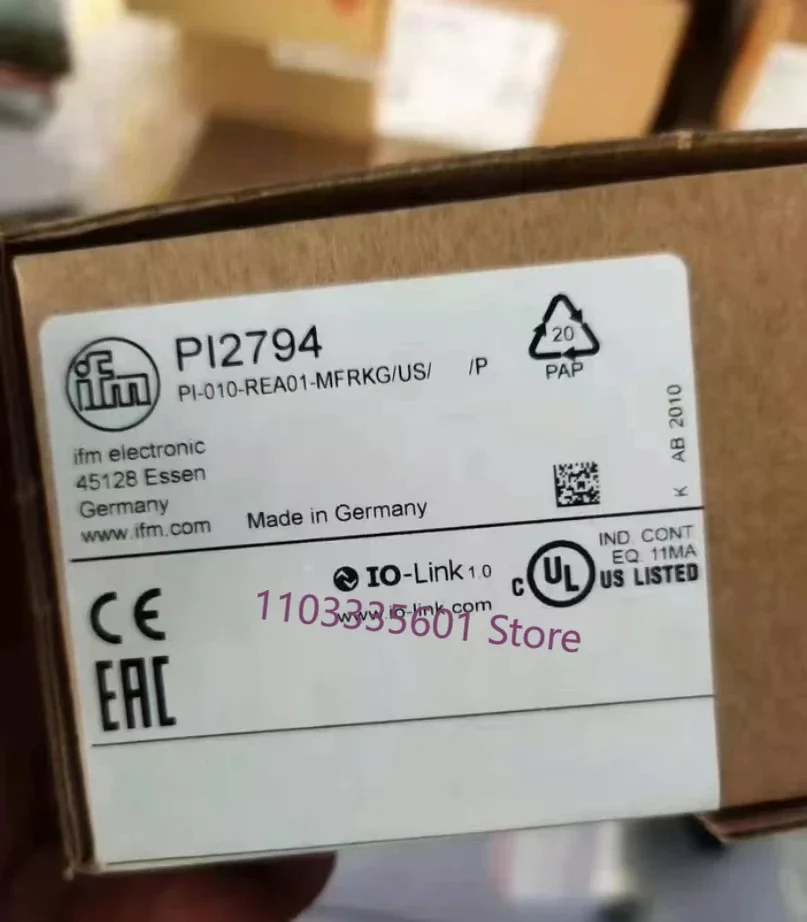 ifm
PI2794
PI-010-REA01-MFRKG/US/ /P
20
PAP
ifm electronic
45128 Essen
Germany
www.ifm.com
Made in Germany
K AB 2010
CE
EAC
IO-Link 1.0
www.io-link.com
1103335601 Store
C UL US LISTED
IND. CONT.
EQ. 11MA